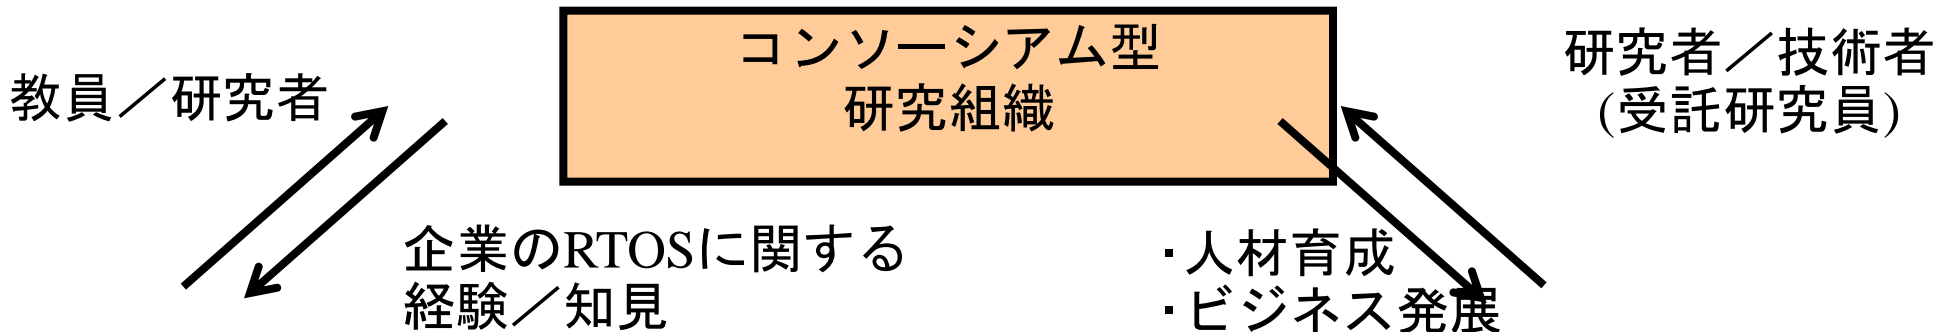 コンソーシアム型
研究組織
教員／研究者
研究者／技術者
(受託研究員)
企業のRTOSに関する
経験／知見
・人材育成
・ビジネス発展